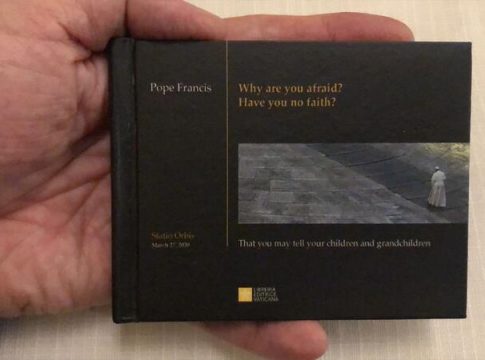 Pope Francis
Why are you afraid?
Have you no faith?
Statio Orbis
March 27, 2020
That you may tell your children and grandchildren
LIBRERIA
EDITRICE
VATICANA